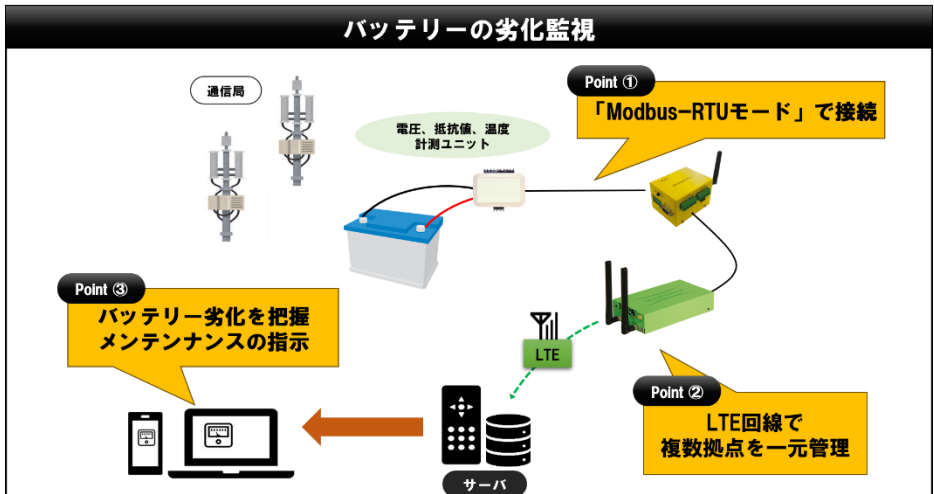 バッテリーの劣化監視
通信局
電圧、抵抗値、温度
計測ユニット
Point ①
「Modbus-RTUモード」で接続
Point ③
バッテリー劣化を把握
メンテンナンスの指示
LTE
Point ②
LTE回線で
複数拠点を一元管理
サーバ